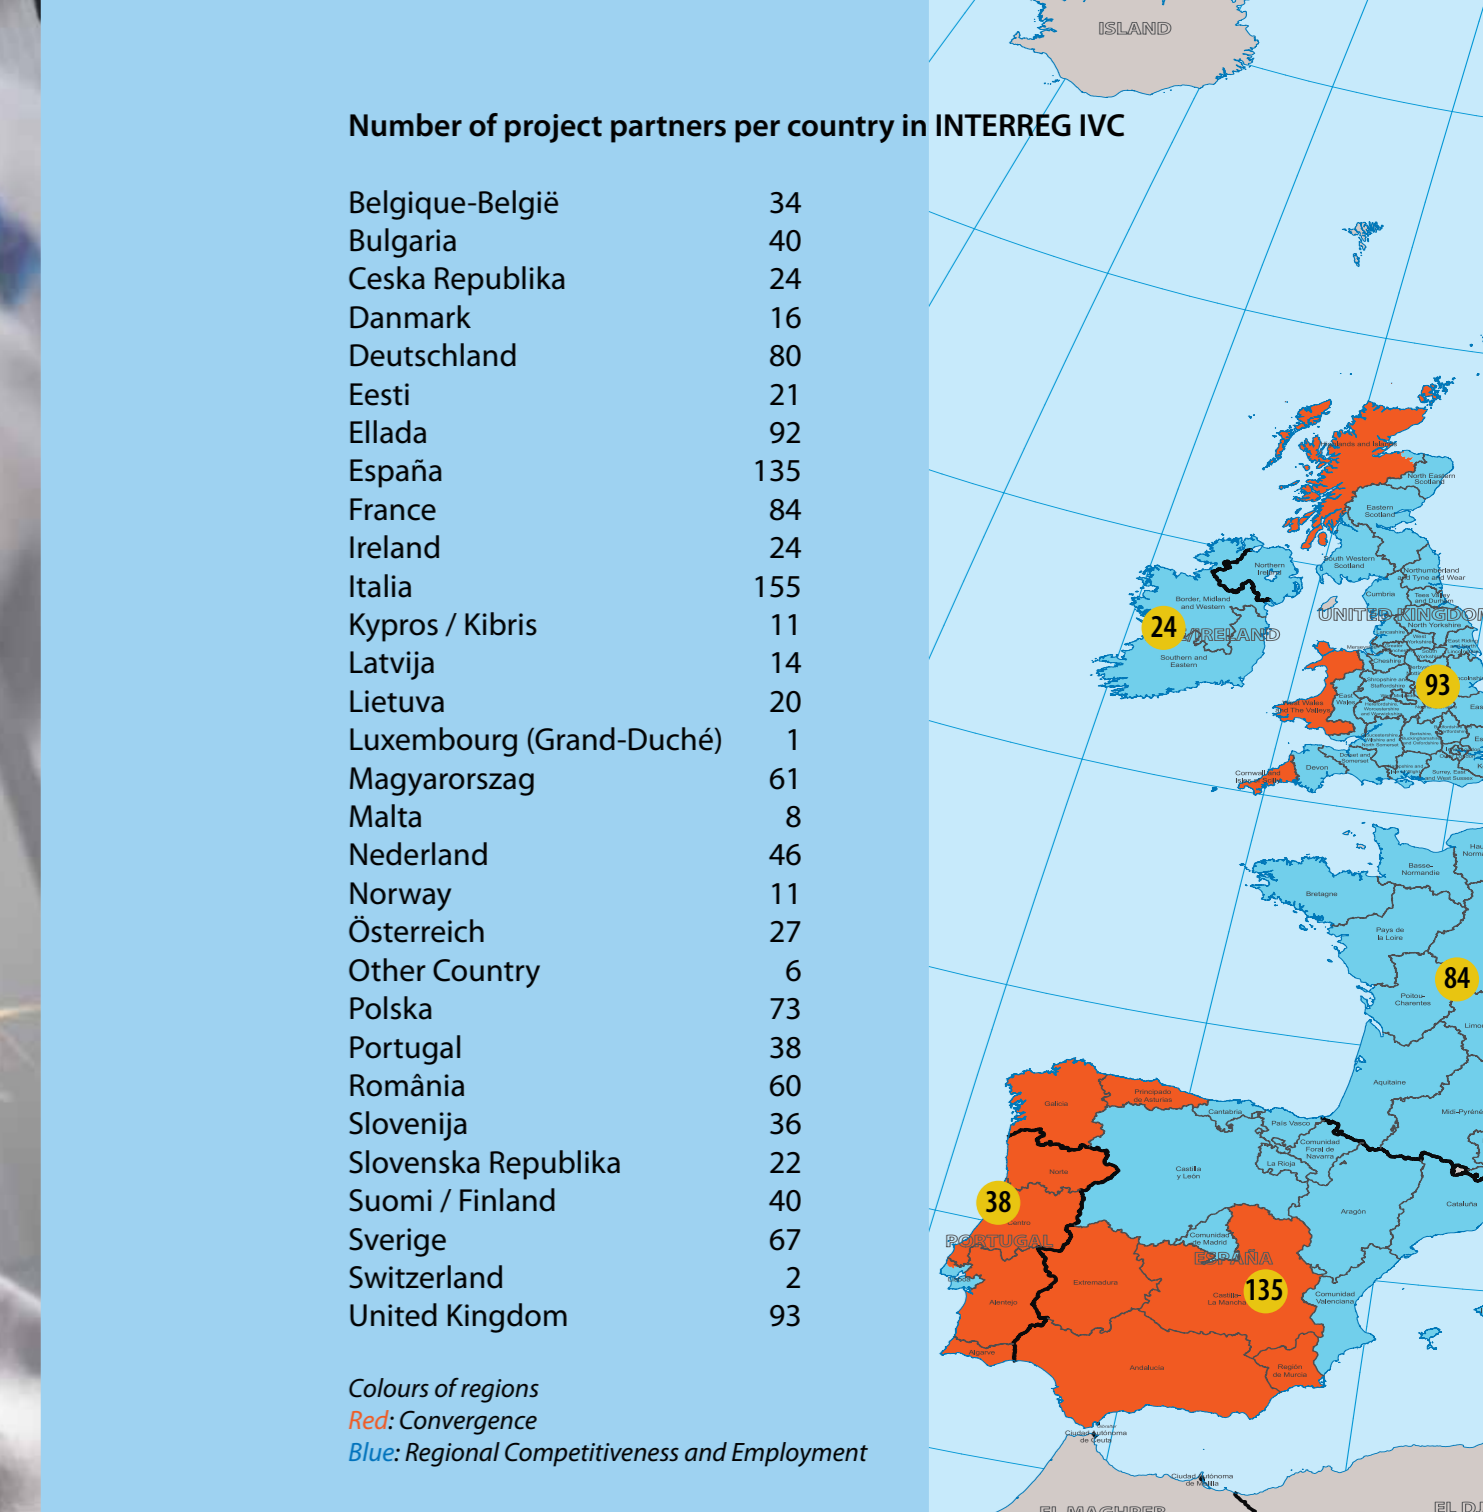 Number of project partners per country in INTERREG IVC
Belgique-België 34
Bulgaria 40
Ceska Republika 24
Danmark 16
Deutschland 80
Eesti 21
Ellada 92
España 135
France 84
Ireland 24
Italia 155
Kypros / Kibris 11
Latvija 14
Lietuva 20
Luxembourg (Grand-Duché) 1
Magyarorszag 61
Malta 8
Nederland 46
Norway 11
Österreich 27
Other Country 6
Polska 73
Portugal 38
România 60
Slovenija 36
Slovenska Republika 22
Suomi / Finland 40
Sverige 67
Switzerland 2
United Kingdom 93
Colours of regions
Red: Convergence
Blue: Regional Competitiveness and Employment
ISLAND
North Eastern
Scotland
Eastern
Scotland
South Western
Scotland
Northern
Northumberland
and Tyne and Wear
Cumbria
Tees Valley
and Durham
UNITED KINGDOM
North Yorkshire
Border, Midland
and Western
24
/IRELAND
Southern and
Eastern
Cheshire
Shropshire and
Staffordshire
93
East
Wales
West Wales
and The Valleys
Dorset and
Somerset
Devon
Surrey, East
and West Sussex
Cornwall and
Basse-
Normandie
Bretagne
Pays de
la Loire
84
Poitou-
Charentes
Aquitaine
Galicia
Principado
de Asturias
Cantabria
País Vasco
Comunidad
Foral de
Navarra
La Rioja
Norte
Castilla
y León
38
Centro
PORTUGAL
Aragón
Cataluña
Comunidad
de Madrid
ESPAÑA
Extremadura
Castilla-
La Mancha
135
Comunidad
Valenciana
Alentejo
Algarve
Andalucia
Región
de Murcia
Ciudad Autónoma
de Ceuta
Ciudad Autónoma
de Melilla